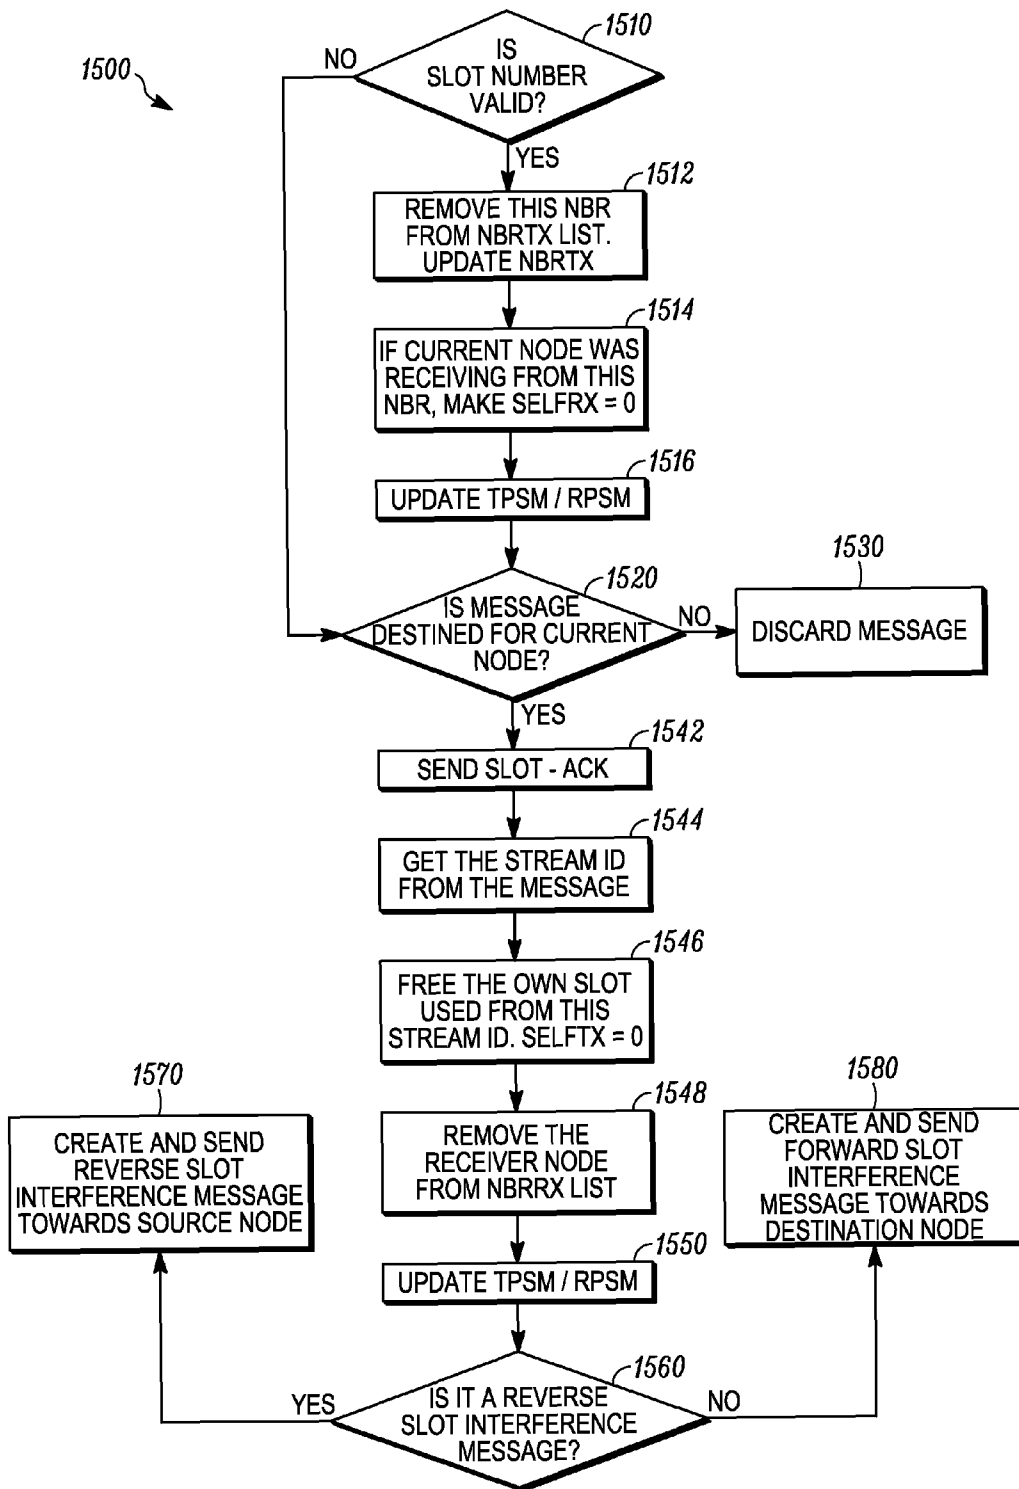 1500
1510
IS
SLOT NUMBER
VALID?
NO
YES
1512
REMOVE THIS NBR
FROM NBRTX LIST.
UPDATE NBRTX
1514
IF CURRENT NODE WAS
RECEIVING FROM THIS
NBR, MAKE SELFRX = 0
1516
UPDATE TPSM / RPSM
1520
IS MESSAGE
DESTINED FOR CURRENT
NODE?
NO
1530
DISCARD MESSAGE
YES
1542
SEND SLOT - ACK
1544
GET THE STREAM ID
FROM THE MESSAGE
1546
FREE THE OWN SLOT
USED FROM THIS
STREAM ID. SELFTX = 0
1548
REMOVE THE
RECEIVER NODE
FROM NBRRX LIST
1550
UPDATE TPSM / RPSM
1560
IS IT A REVERSE
SLOT INTERFERENCE
MESSAGE?
YES
1570
CREATE AND SEND
REVERSE SLOT
INTERFERENCE MESSAGE
TOWARDS SOURCE NODE
NO
1580
CREATE AND SEND
FORWARD SLOT
INTERFERENCE
MESSAGE TOWARDS
DESTINATION NODE